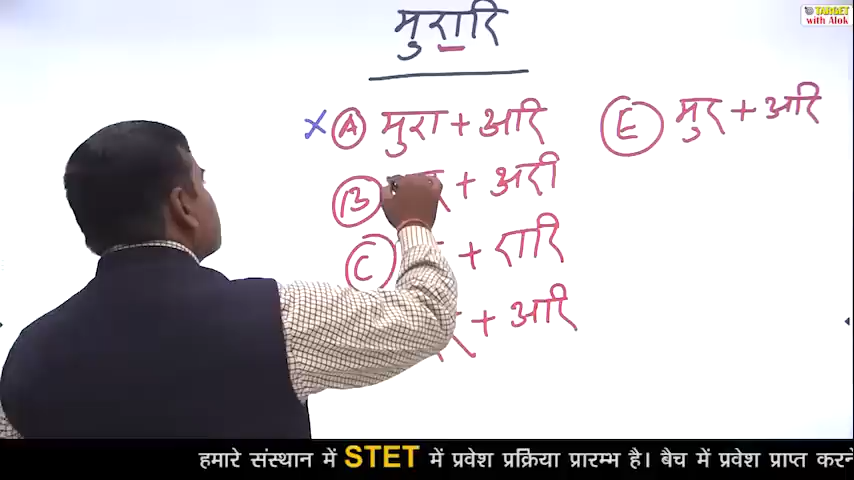 मुरारि
X A मुरा + अरि
B + अरी
C + रारि
+ अरि
E मुर् + अरि
TARGET
with Alok
हमारे संस्थान में STET में प्रवेश प्रक्रिया प्रारम्भ है। बैच में प्रवेश प्राप्त करने